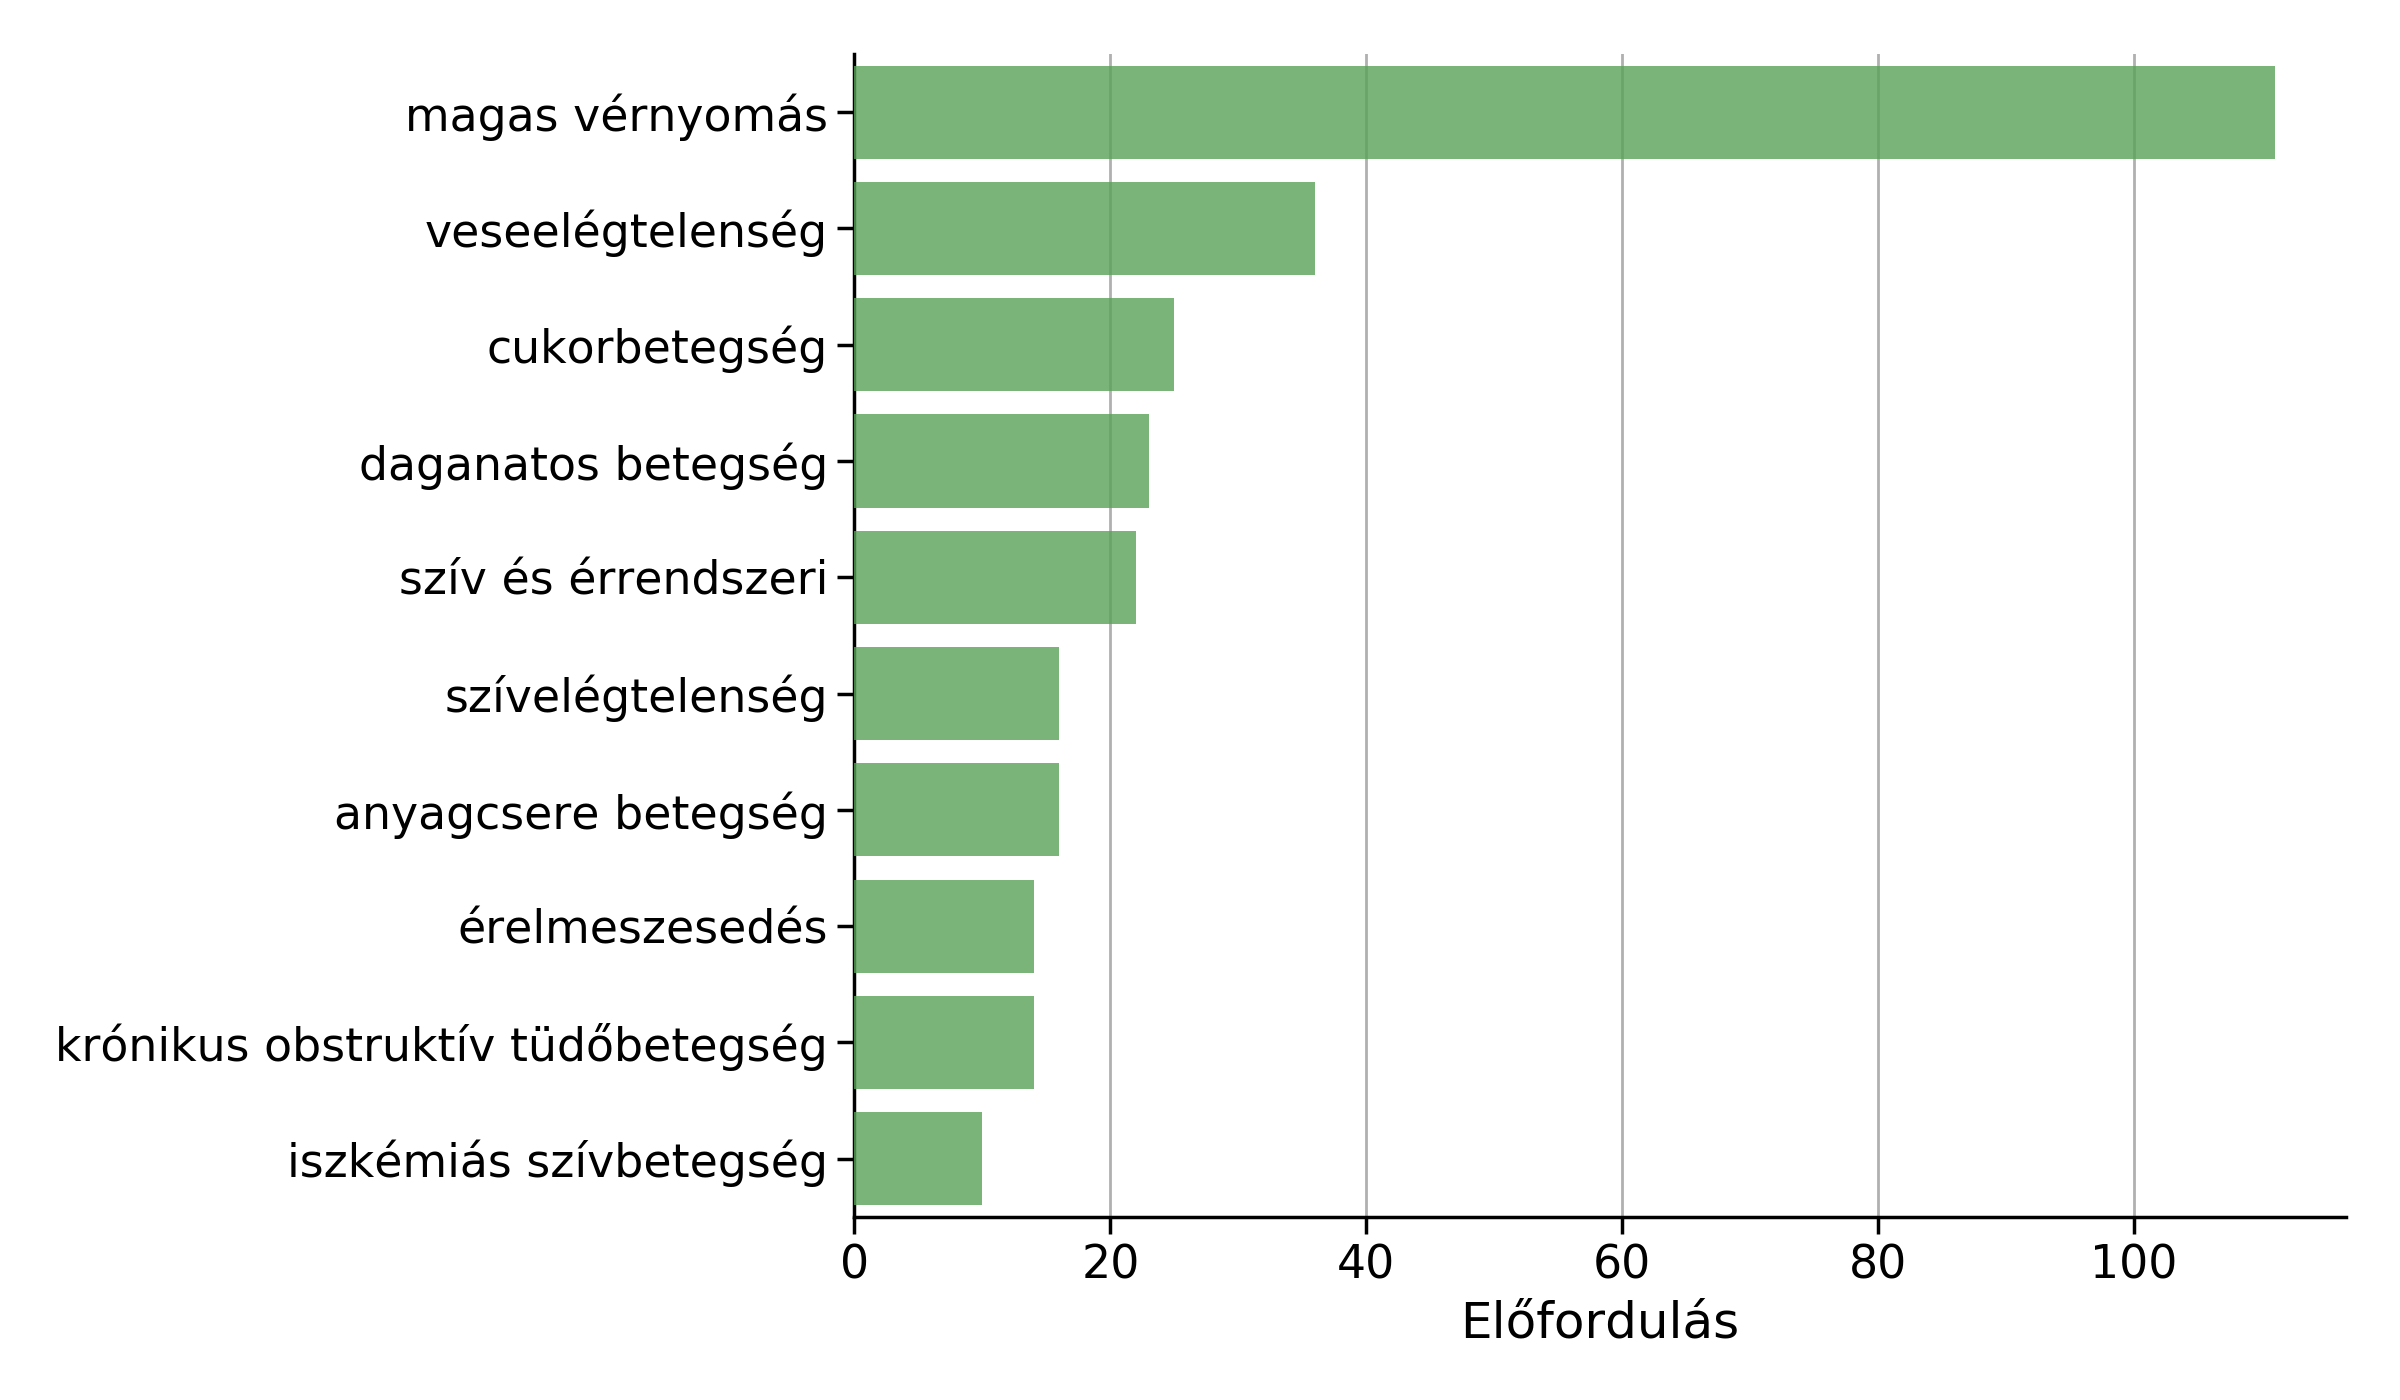 magas vérnyomás
veseelégtelenség
cukorbetegség
daganatos betegség
szív és érrendszeri
szívelégtelenség
anyagcsere betegség
érelmeszesedés
krónikus obstruktív tüdőbetegség
iszkémiás szívbetegség
0 20 40 60 80 100
Előfordulás